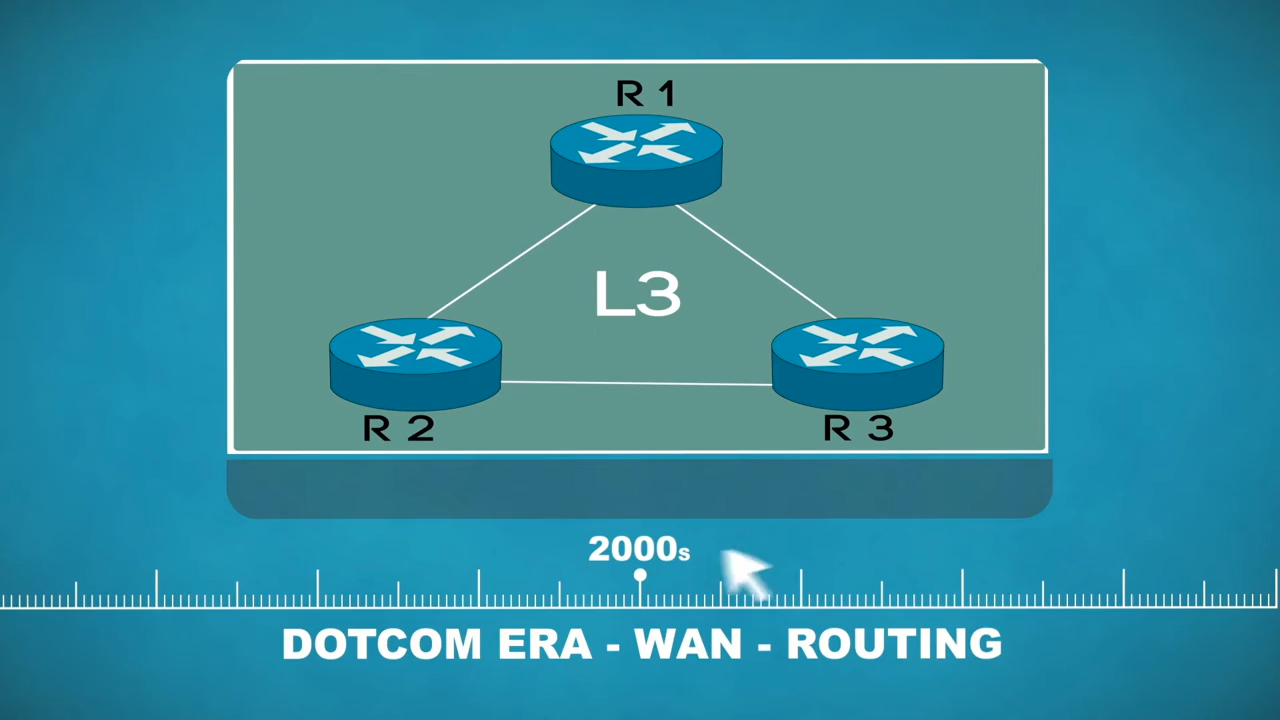 R 1
L3
R 2
R 3
2000s
DOTCOM ERA - WAN - ROUTING